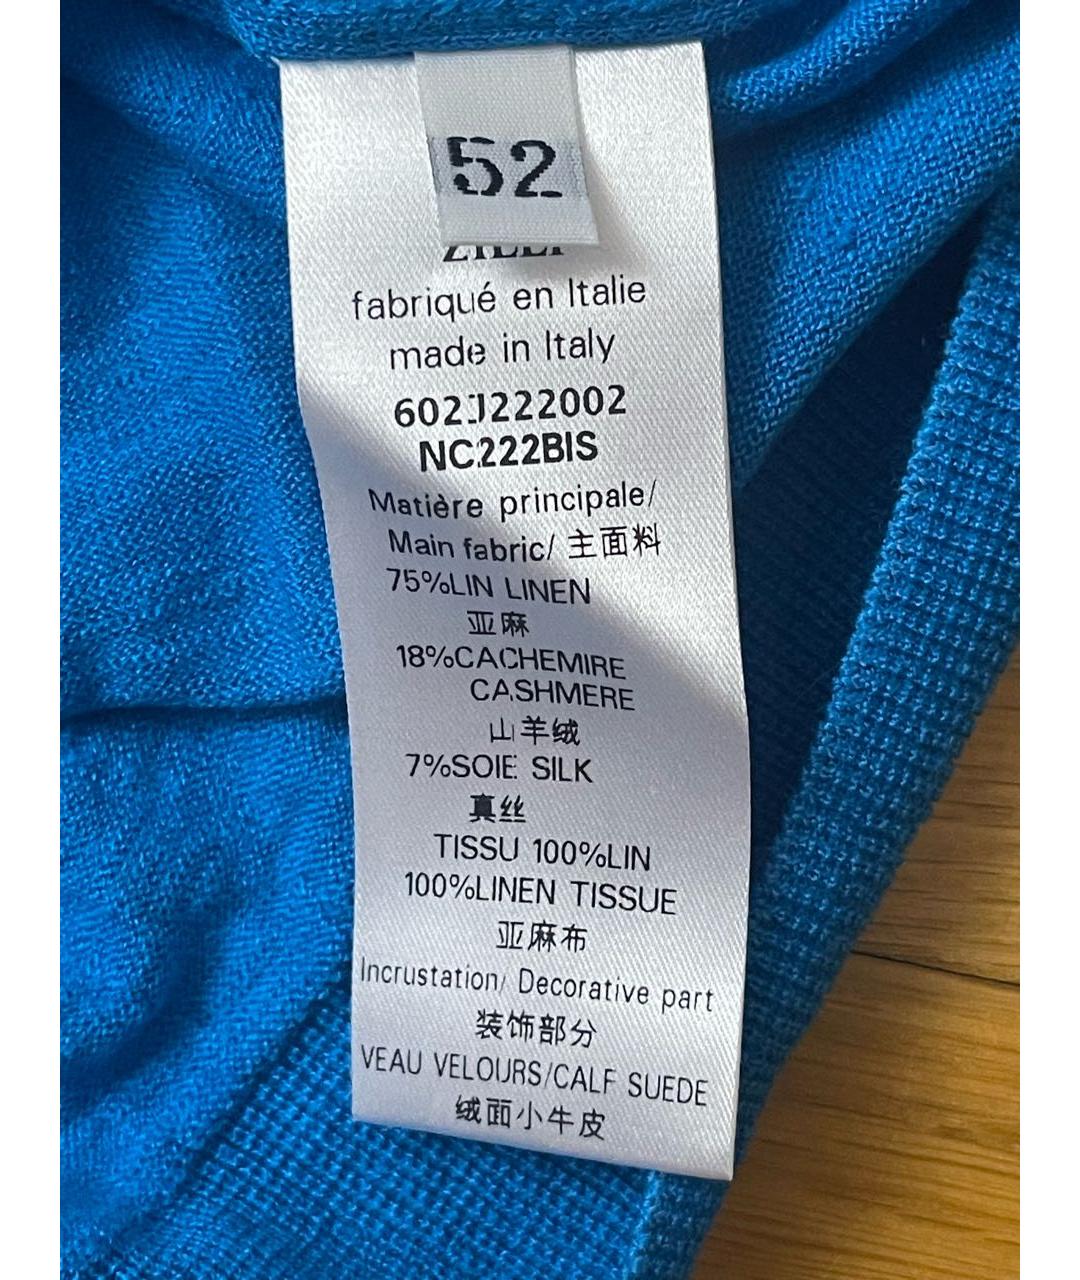 52
fabriqué en Italie
made in Italy
602J222002
NC222BIS
Matière principale/
Main fabric/ 主面料
75%LIN LINEN
亚麻
18%CACHEMIRE
CASHMERE
山羊绒
7%SOIE SILK
真丝
TISSU 100%LIN
100%LINEN TISSUE
亚麻布
Incrustation/ Decorative part
装饰部分
VEAU VELOURS/CALF SUEDE
绒面小牛皮